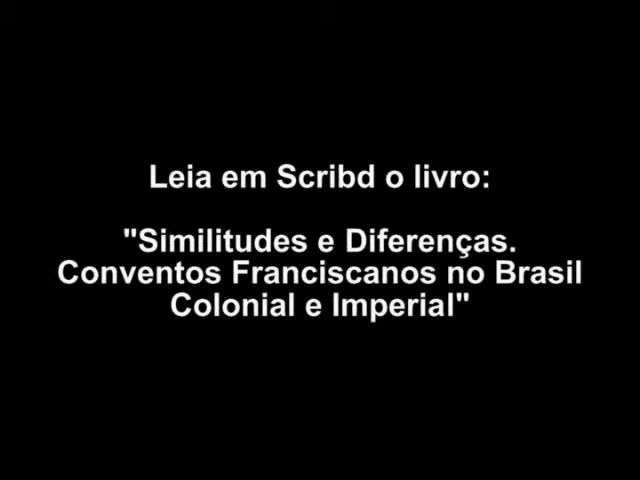 Leia em Scribd o livro:
"Similitudes e Diferenças.
Conventos Franciscanos no Brasil
Colonial e Imperial"